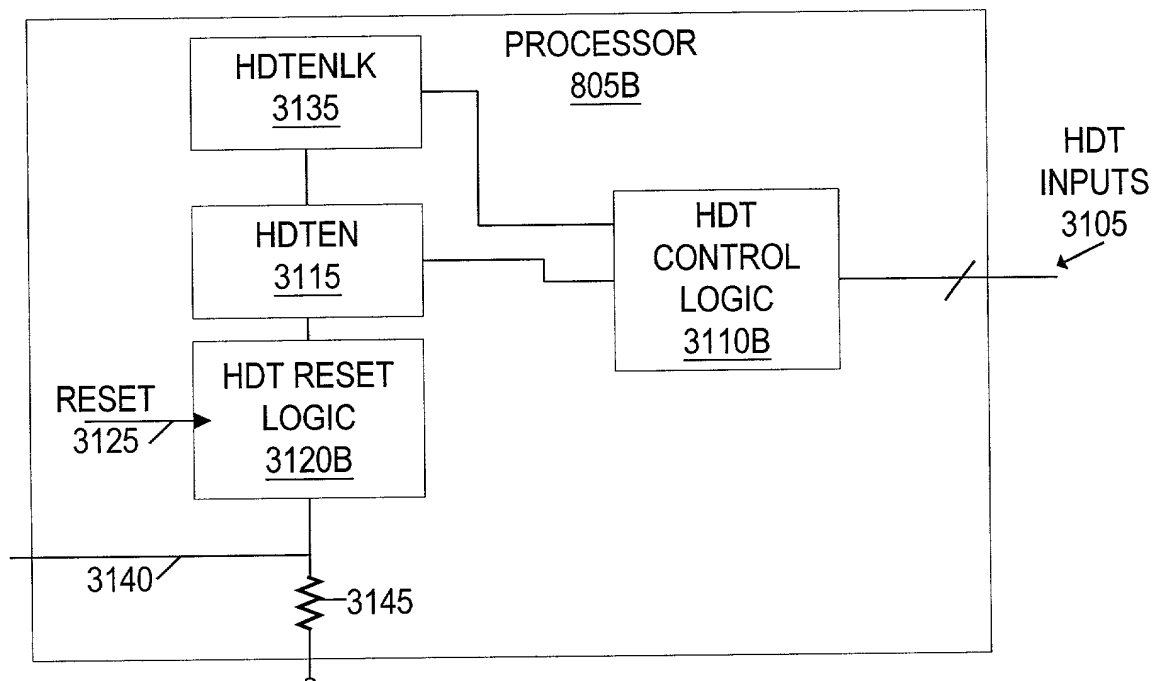 PROCESSOR
805B
HDTENLK
3135
HDT
INPUTS
3105
HDTEN
3115
HDT
CONTROL
LOGIC
3110B
HDT RESET
LOGIC
3120B
RESET
3125
3140
3145